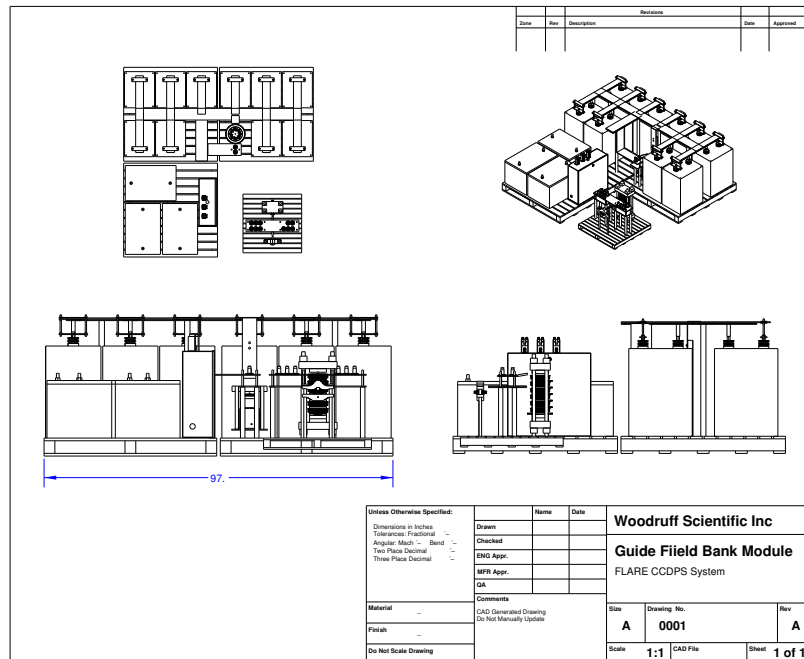 Revisions
Zone Rev Description Date Approved
97.
Unless Otherwise Specified:
Dimensions in Inches
Tolerances: Fractional ´–
Angular: Mach ´– Bend ´–
Two Place Decimal ´–
Three Place Decimal ´–
Material –
Finish –
Do Not Scale Drawing
Name Date
Drawn
Checked
ENG Appr.
MFR Appr.
QA
Comments
CAD Generated Drawing
Do Not Manually Update
Woodruff Scientific Inc
Guide Fiield Bank Module
FLARE CCDPS System
Size Drawing No. Rev
A 0001 A
Scale 1:1 CAD File Sheet 1 of 1